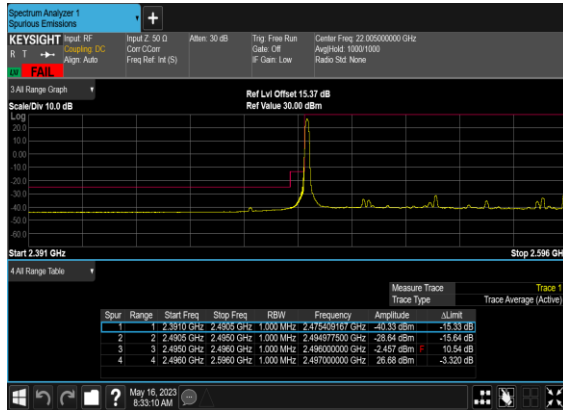 Spectrum Analyzer 1
Spurious Emissions
+
KEYSIGHT Input: RF Input Z: 50 Ω Atten: 30 dB Trig: Free Run Center Freq: 22.005000000 GHz
R T Coupling: DC Corr CCorr Gate: Off Avg|Hold: 1000/1000
Align: Auto Freq Ref: Int (S) IF Gain: Low Radio Std: None
FAIL
3 All Range Graph Ref Lvl Offset 15.37 dB
Scale/Div 10.0 dB Ref Value 30.00 dBm
Log
20.0
10.0
0.00
-10.0
-20.0
-30.0
-40.0
-50.0
-60.0
Start 2.391 GHz Stop 2.596 GH
4 All Range Table
Measure Trace Trace 1
Trace Type Trace Average (Active)
Spur Range Start Freq Stop Freq RBW Frequency Amplitude ΔLimit
1 1 2.3910 GHz 2.4905 GHz 1.000 MHz 2.475409167 GHz -40.33 dBm -15.33 dB
2 2 2.4905 GHz 2.4950 GHz 1.000 MHz 2.494977500 GHz -28.64 dBm -15.64 dB
3 3 2.4950 GHz 2.4960 GHz 1.000 MHz 2.496000000 GHz -2.457 dBm F 10.54 dB
4 4 2.4960 GHz 2.5960 GHz 1.000 MHz 2.497000000 GHz 26.68 dBm -3.320 dB
? May 16, 2023
8:33:10 AM